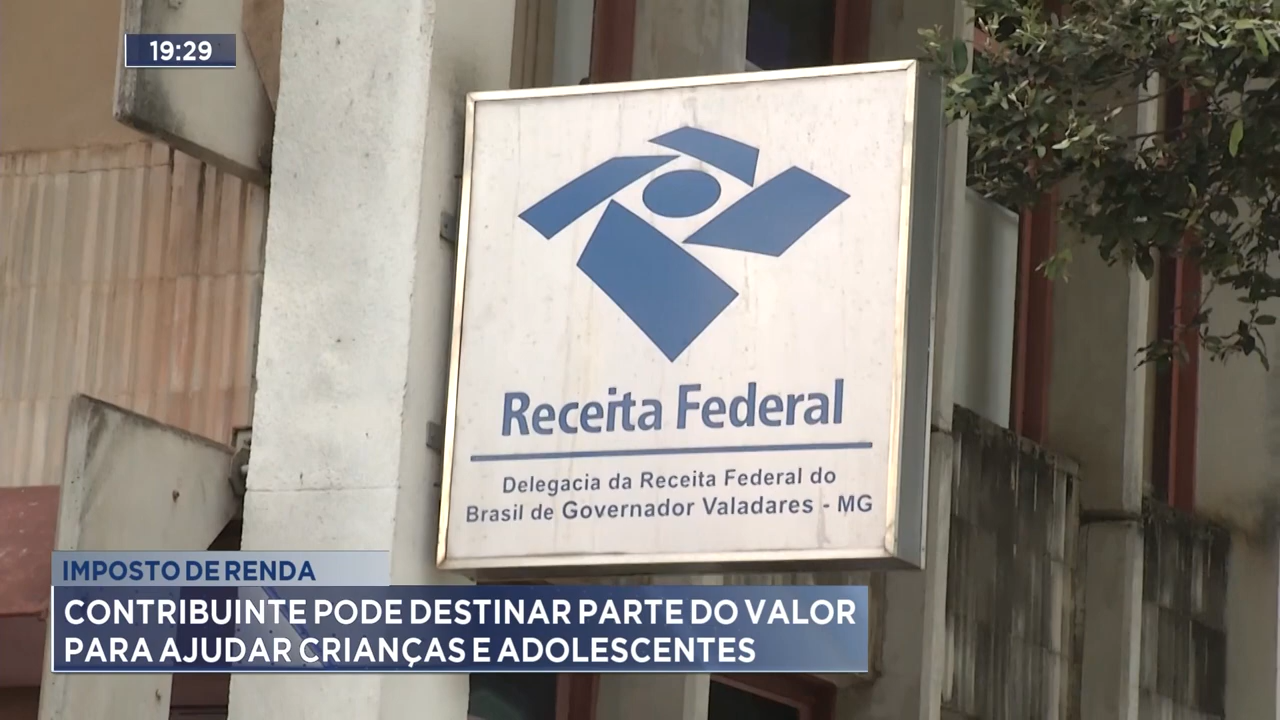 19:29
Receita Federal
Delegacia da Receita Federal do
Brasil de Governador Valadares - MG
IMPOSTO DE RENDA
CONTRIBUINTE PODE DESTINAR PARTE DO VALOR
PARA AJUDAR CRIANÇAS E ADOLESCENTES